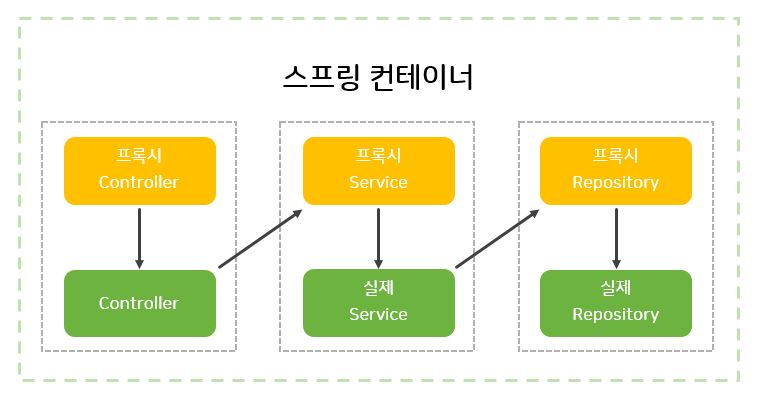 스프링 컨테이너
프록시
Controller
프록시
Service
프록시
Repository
Controller
실제
Service
실제
Repository